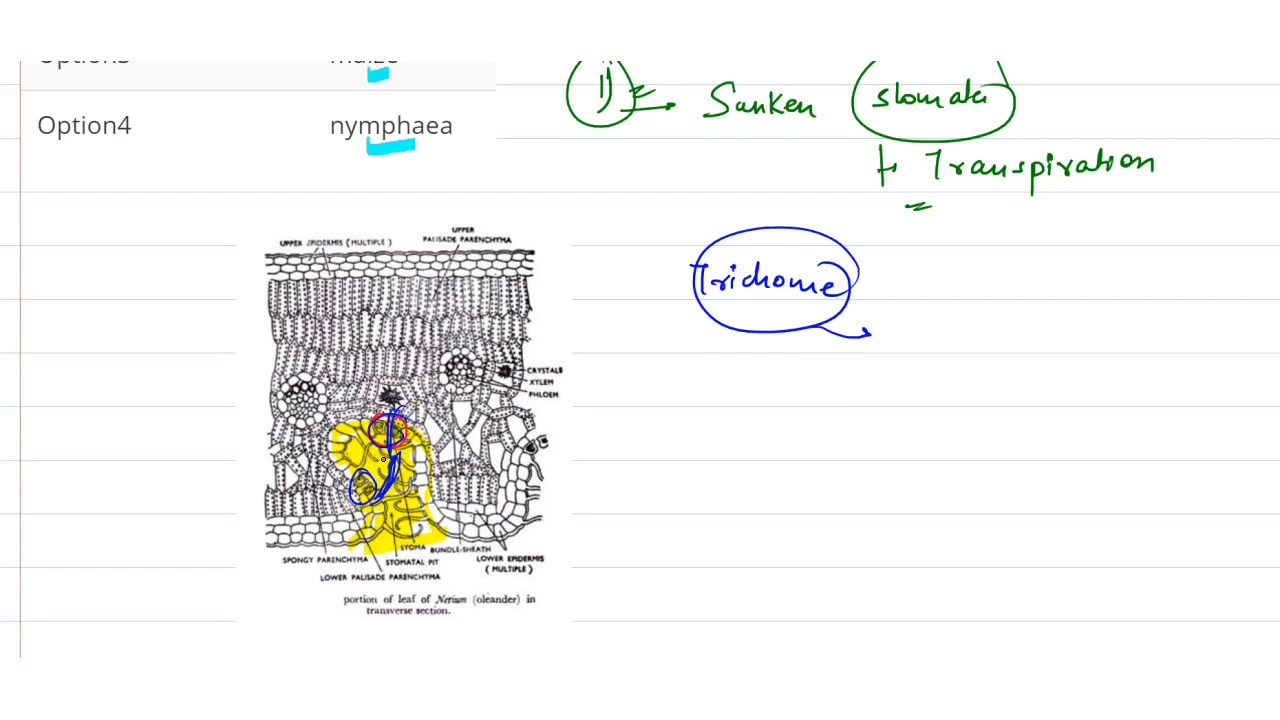 Option4 nymphaea
1) → Sunken stomata
Transpiration
Trichome
UPPER EPIDERMIS (MULTIPLE)
UPPER
PALISADE PARENCHYMA
CRYSTALS
XYLEM
PHLOEM
STOMA
BUNDLE-SHEATH
SPONGY PARENCHYMA
STOMATAL PIT
LOWER EPIDERMIS
(MULTIPLE)
LOWER PALISADE PARENCHYMA
portion of leaf of Nerium (oleander) in
transverse section.